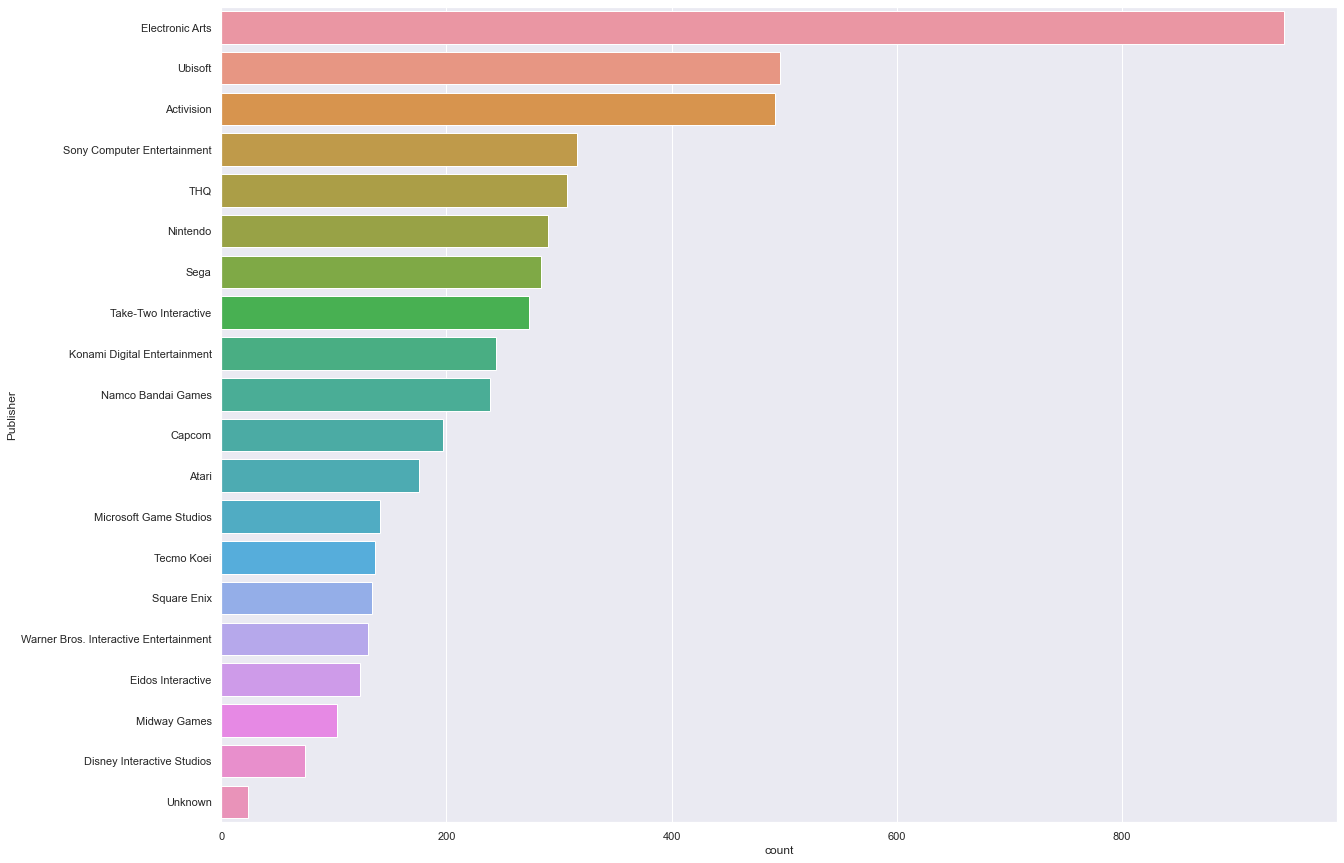 Electronic Arts
Ubisoft
Activision
Sony Computer Entertainment
THQ
Nintendo
Sega
Take-Two Interactive
Konami Digital Entertainment
Namco Bandai Games
Capcom
Atari
Microsoft Game Studios
Tecmo Koei
Square Enix
Warner Bros. Interactive Entertainment
Eidos Interactive
Midway Games
Disney Interactive Studios
Unknown
Publisher
0 200 400 600 800
count